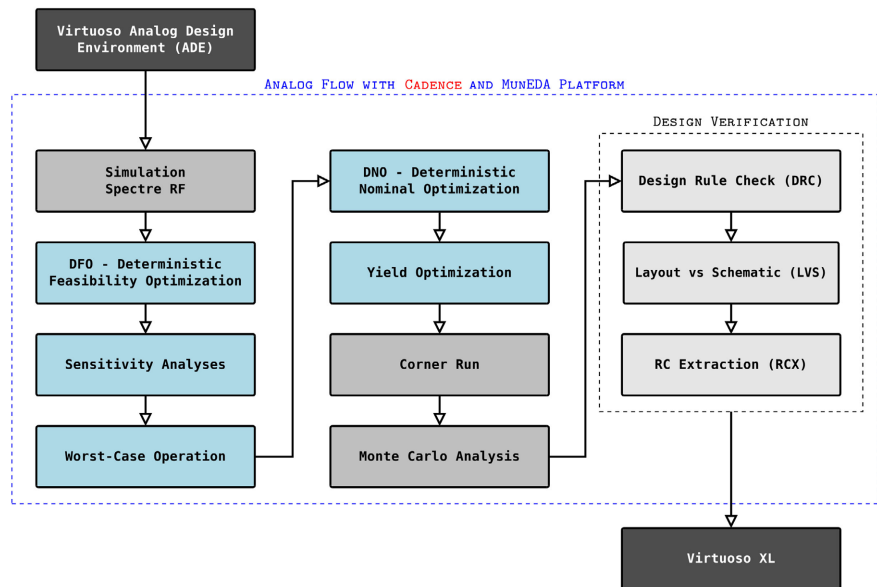 Virtuoso Analog Design
Environment (ADE)
Analog Flow with Cadence and MunEDA Platform
Simulation
Spectre RF
DFO - Deterministic
Feasibility Optimization
Sensitivity Analyses
Worst-Case Operation
DNO - Deterministic
Nominal Optimization
Yield Optimization
Corner Run
Monte Carlo Analysis
Design Verification
Design Rule Check (DRC)
Layout vs Schematic (LVS)
RC Extraction (RCX)
Virtuoso XL